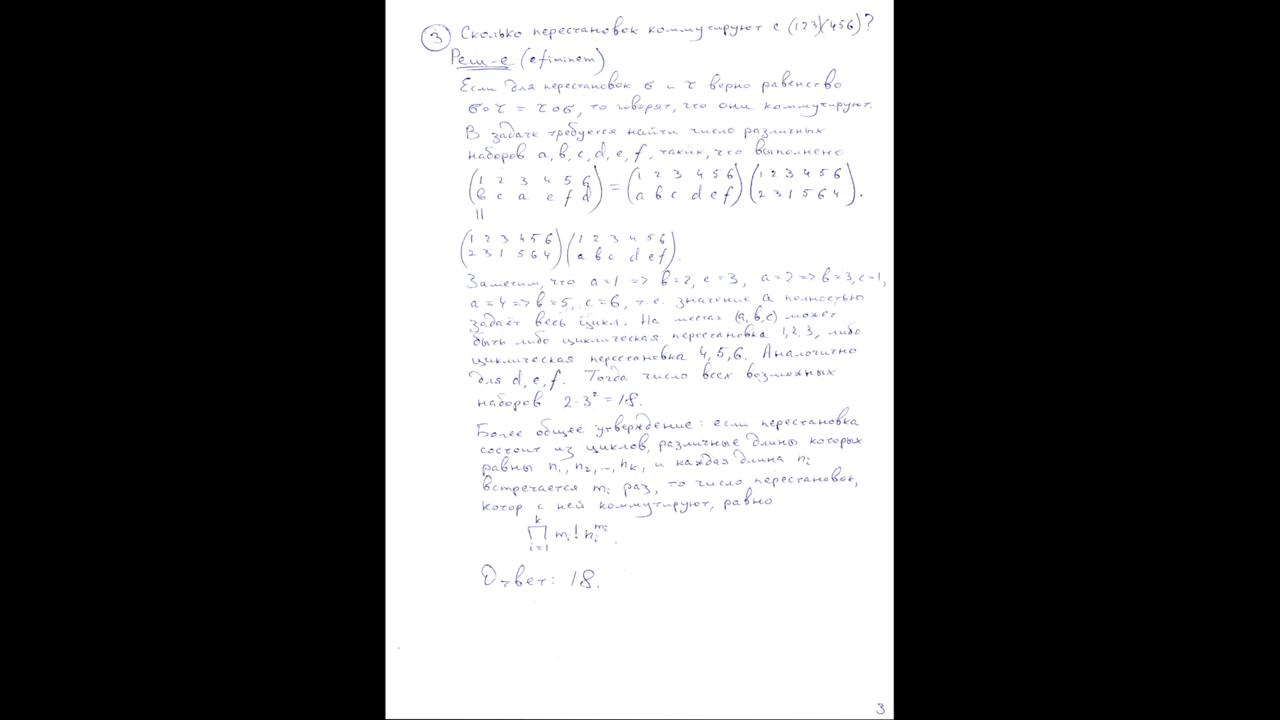 ③ Сколько перестановок коммутируют с (123)(456)?
Реш-е (efiminem)
Если для перестановок σ и τ верно равенство
σ∘τ = τ∘σ, то говорят, что они коммутируют.
В задаче требуется найти число различных
наборов a, b, c, d, e, f, таких, что выполнено
(1 2 3 4 5 6 / b c a e f d) = (1 2 3 4 5 6 / a b c d e f) (1 2 3 4 5 6 / 2 3 1 5 6 4).
||
(1 2 3 4 5 6 / 2 3 1 5 6 4) (1 2 3 4 5 6 / a b c d e f).
Заметим, что a=1 => b=2, c=3, a=2 => b=3, c=1,
a=4 => b=5, c=6, т.е. значение a полностью
задаёт весь цикл. На местах (a,b,c) может
быть либо циклическая перестановка 1,2,3, либо
циклическая перестановка 4,5,6. Аналогично
для d, e, f. Тогда число всех возможных
наборов 2·3² = 18.
Более общее утверждение: если перестановка
состоит из циклов, различные длины которых
равны n₁, n₂, .., nₖ, и каждая длина nᵢ
встречается mᵢ раз, то число перестановок,
котор с ней коммутируют, равно
∏_{i=1}^{k} mᵢ! nᵢ^{mᵢ}.
Ответ: 18.
3